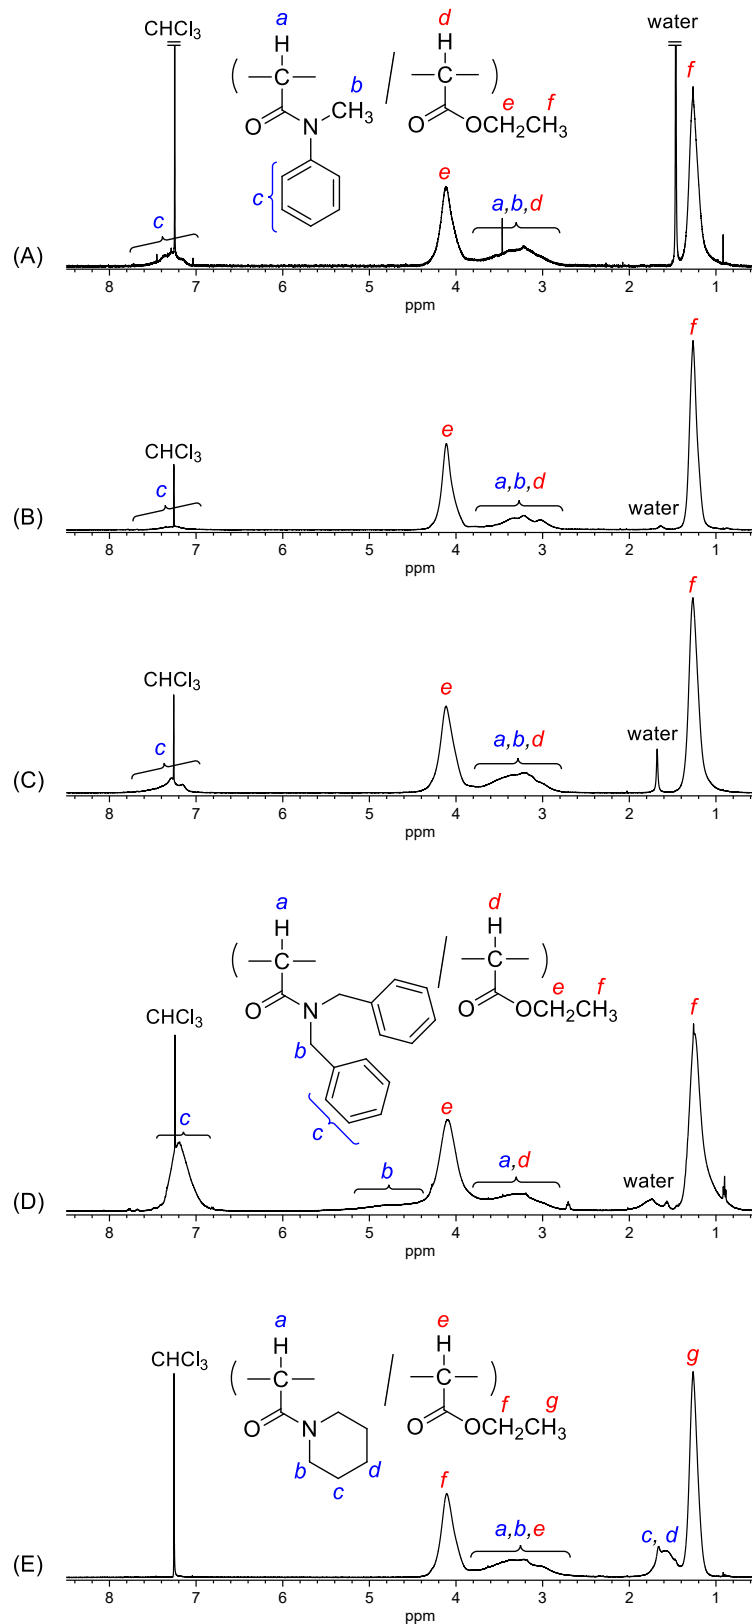 a d
CHCl3 H H water
( C / C ) f
b e f
O N CH3 O OCH2CH3
c e a,b,d
c
(A)
8 7 6 5 4 3 2 1
ppm
f
e
CHCl3
c a,b,d
(B) water
8 7 6 5 4 3 2 1
ppm
f
CHCl3 e
c a,b,d water
(C)
8 7 6 5 4 3 2 1
ppm
a d
H H
( C / C )
e f f
O N O OCH2CH3
CHCl3
b
c e
c b a,d water
(D)
8 7 6 5 4 3 2 1
ppm
a e
CHCl3 H H g
( C / C )
f g
O N O OCH2CH3
b d
c f
a,b,e c, d
(E)
8 7 6 5 4 3 2 1
ppm